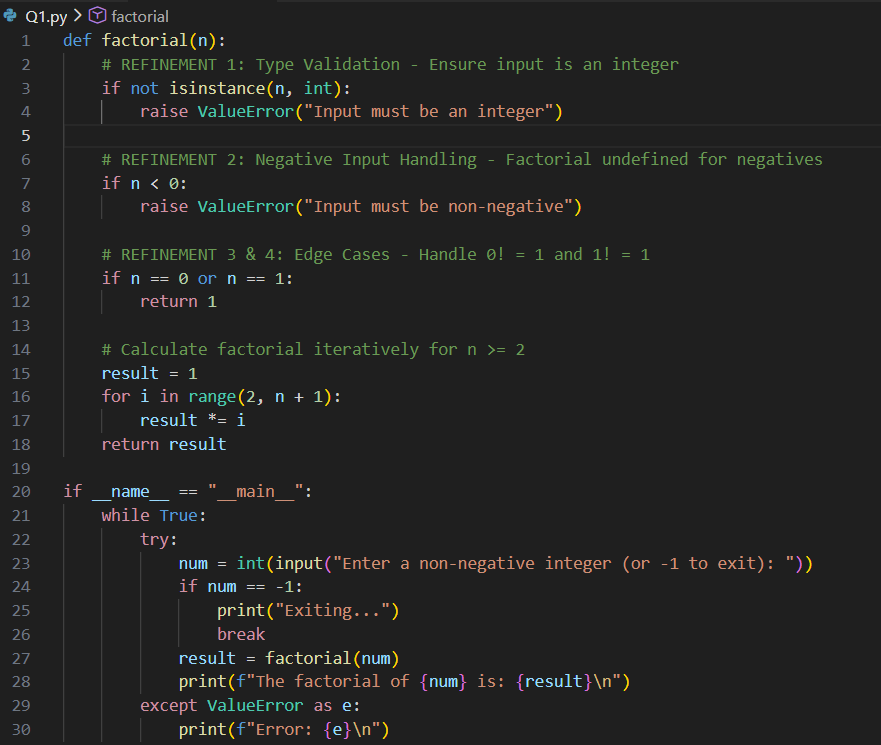 Q1.py > factorial
1 def factorial(n):
2     # REFINEMENT 1: Type Validation - Ensure input is an integer
3     if not isinstance(n, int):
4         raise ValueError("Input must be an integer")
5
6     # REFINEMENT 2: Negative Input Handling - Factorial undefined for negatives
7     if n < 0:
8         raise ValueError("Input must be non-negative")
9
10     # REFINEMENT 3 & 4: Edge Cases - Handle 0! = 1 and 1! = 1
11     if n == 0 or n == 1:
12         return 1
13
14     # Calculate factorial iteratively for n >= 2
15     result = 1
16     for i in range(2, n + 1):
17         result *= i
18     return result
19
20 if __name__ == "__main__":
21     while True:
22         try:
23             num = int(input("Enter a non-negative integer (or -1 to exit): "))
24             if num == -1:
25                 print("Exiting...")
26                 break
27             result = factorial(num)
28             print(f"The factorial of {num} is: {result}\n")
29         except ValueError as e:
30             print(f"Error: {e}\n")